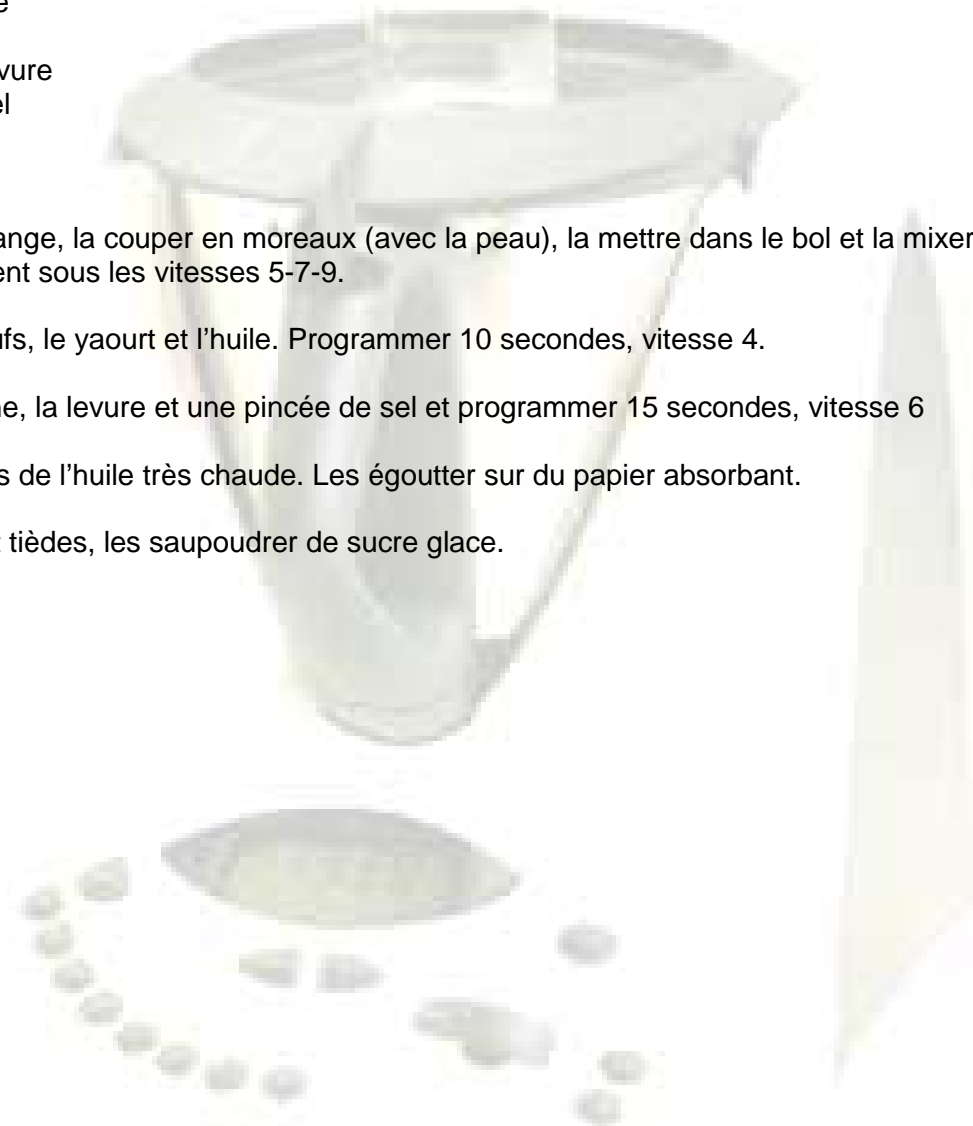 e
vure
el
ange, la couper en moreaux (avec la peau), la mettre dans le bol et la mixer
ent sous les vitesses 5-7-9.
ufs, le yaourt et l’huile. Programmer 10 secondes, vitesse 4.
ne, la levure et une pincée de sel et programmer 15 secondes, vitesse 6
s de l’huile très chaude. Les égoutter sur du papier absorbant.
t tièdes, les saupoudrer de sucre glace.